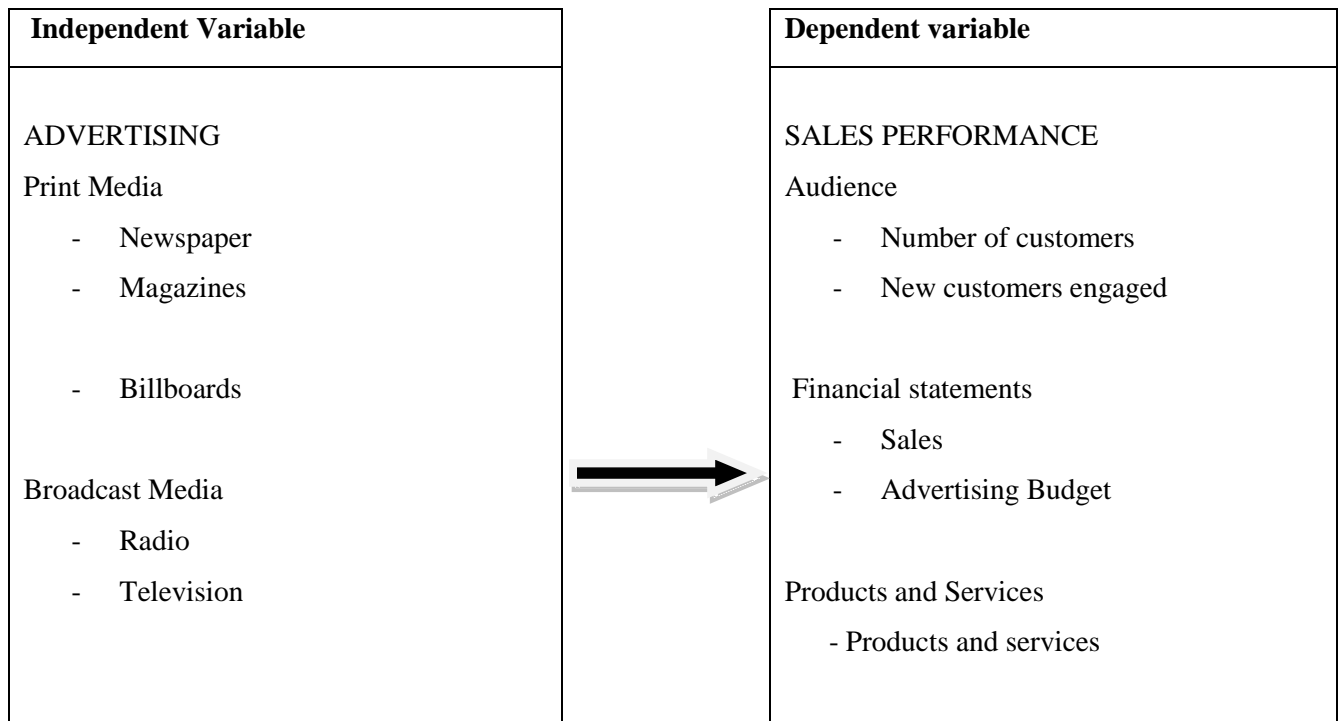 Independent Variable
ADVERTISING
Print Media
- Newspaper
- Magazines
- Billboards
Broadcast Media
- Radio
- Television
Dependent variable
SALES PERFORMANCE
Audience
- Number of customers
- New customers engaged
Financial statements
- Sales
- Advertising Budget
Products and Services
- Products and services